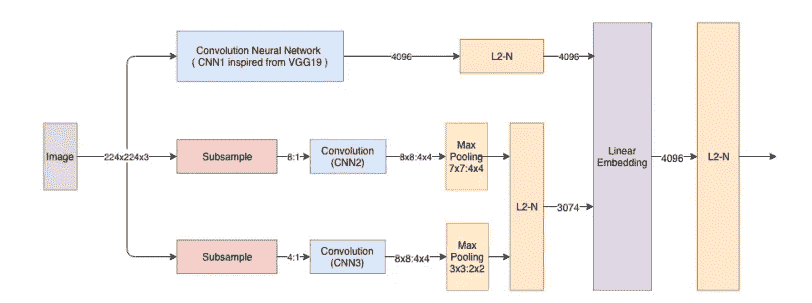 Convolution Neural Network
( CNN1 inspired from VGG19 )
4096
L2-N
4096
Image
224x224x3
Subsample
8:1
Convolution
(CNN2)
8x8:4x4
Max
Pooling
7x7:4x4
L2-N
3074
Linear
Embedding
4096
L2-N
Subsample
4:1
Convolution
(CNN3)
8x8:4x4
Max
Pooling
3x3:2x2